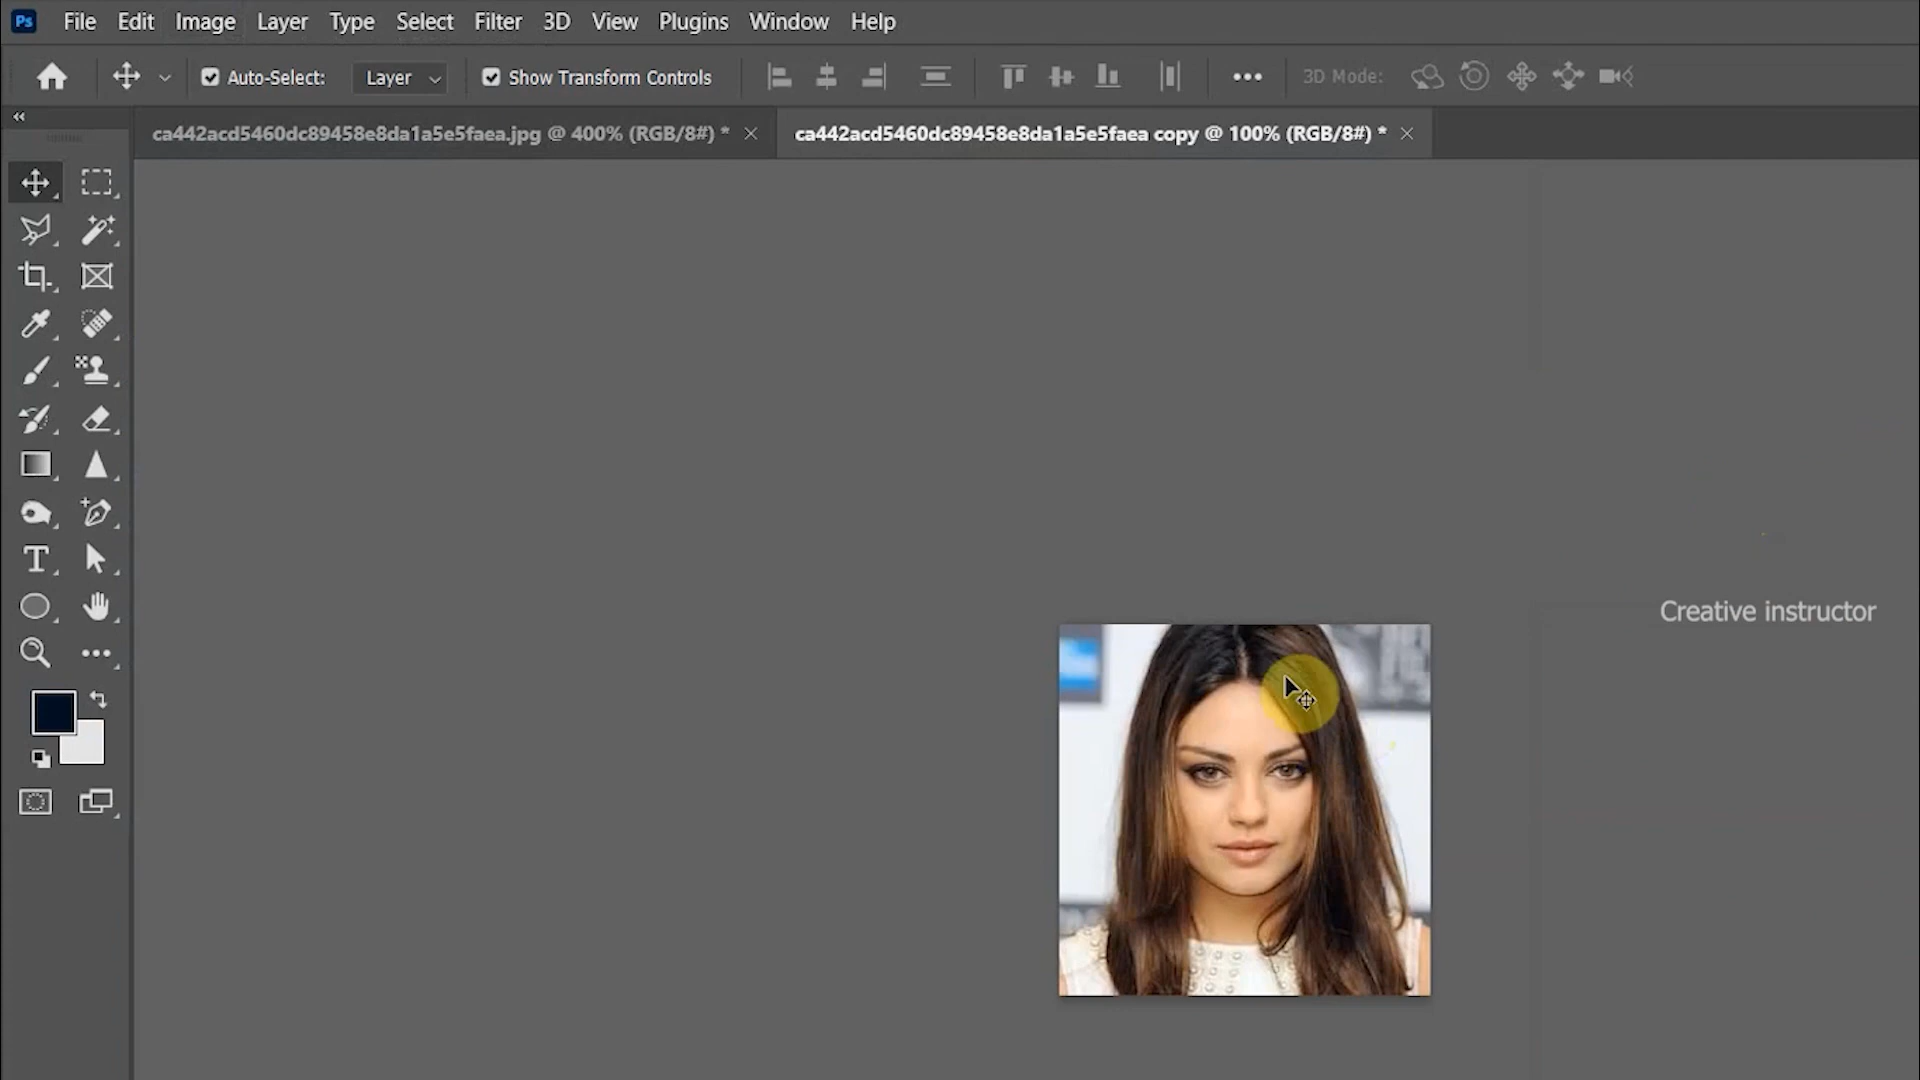 Ps File Edit Image Layer Type Select Filter 3D View Plugins Window Help
Auto-Select: Layer Show Transform Controls 3D Mode:
ca442acd5460dc89458e8da1a5e5faea.jpg @ 400% (RGB/8#) * ca442acd5460dc89458e8da1a5e5faea copy @ 100% (RGB/8#) *
Creative instructor